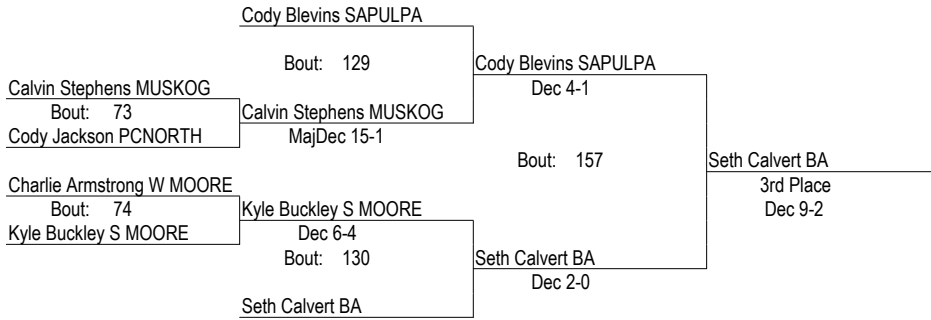 Cody Blevins SAPULPA
Bout: 129
Cody Blevins SAPULPA
Calvin Stephens MUSKOG
Dec 4-1
Bout: 73
Calvin Stephens MUSKOG
Cody Jackson PCNORTH
MajDec 15-1
Bout: 157
Seth Calvert BA
Charlie Armstrong W MOORE
3rd Place
Bout: 74
Kyle Buckley S MOORE
Dec 9-2
Kyle Buckley S MOORE
Dec 6-4
Bout: 130
Seth Calvert BA
Dec 2-0
Seth Calvert BA